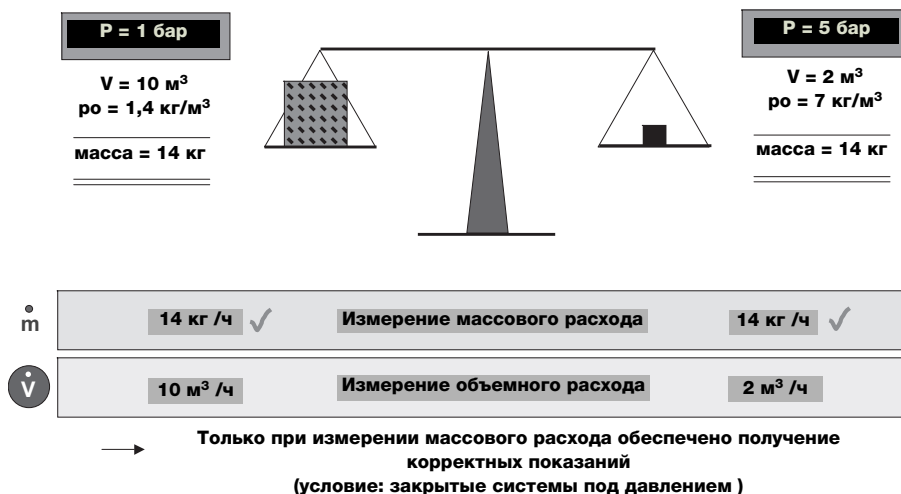 P = 1 бар
V = 10 м³
ро = 1,4 кг/м³
масса = 14 кг
P = 5 бар
V = 2 м³
ро = 7 кг/м³
масса = 14 кг
ṁ 14 кг /ч Измерение массового расхода 14 кг /ч
V̇ 10 м³ /ч Измерение объемного расхода 2 м³ /ч
Только при измерении массового расхода обеспечено получение
корректных показаний
(условие: закрытые системы под давлением )